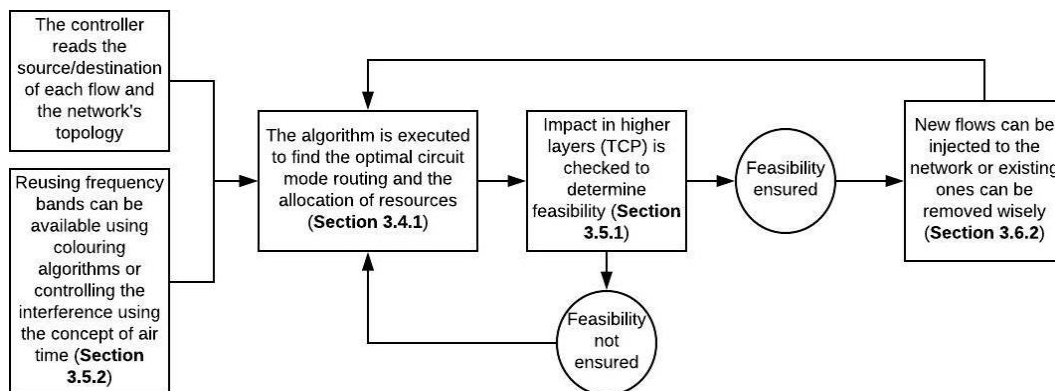 The controller
reads the
source/destination
of each flow and
the network's
topology
Reusing frequency
bands can be
available using
colouring
algorithms or
controlling the
interference using
the concept of air
time (Section
3.5.2)
The algorithm is executed
to find the optimal circuit
mode routing and the
allocation of resources
(Section 3.4.1)
Impact in higher
layers (TCP) is
checked to
determine
feasibility (Section
3.5.1)
Feasibility
ensured
Feasibility
not
ensured
New flows can be
injected to the
network or existing
ones can be
removed wisely
(Section 3.6.2)